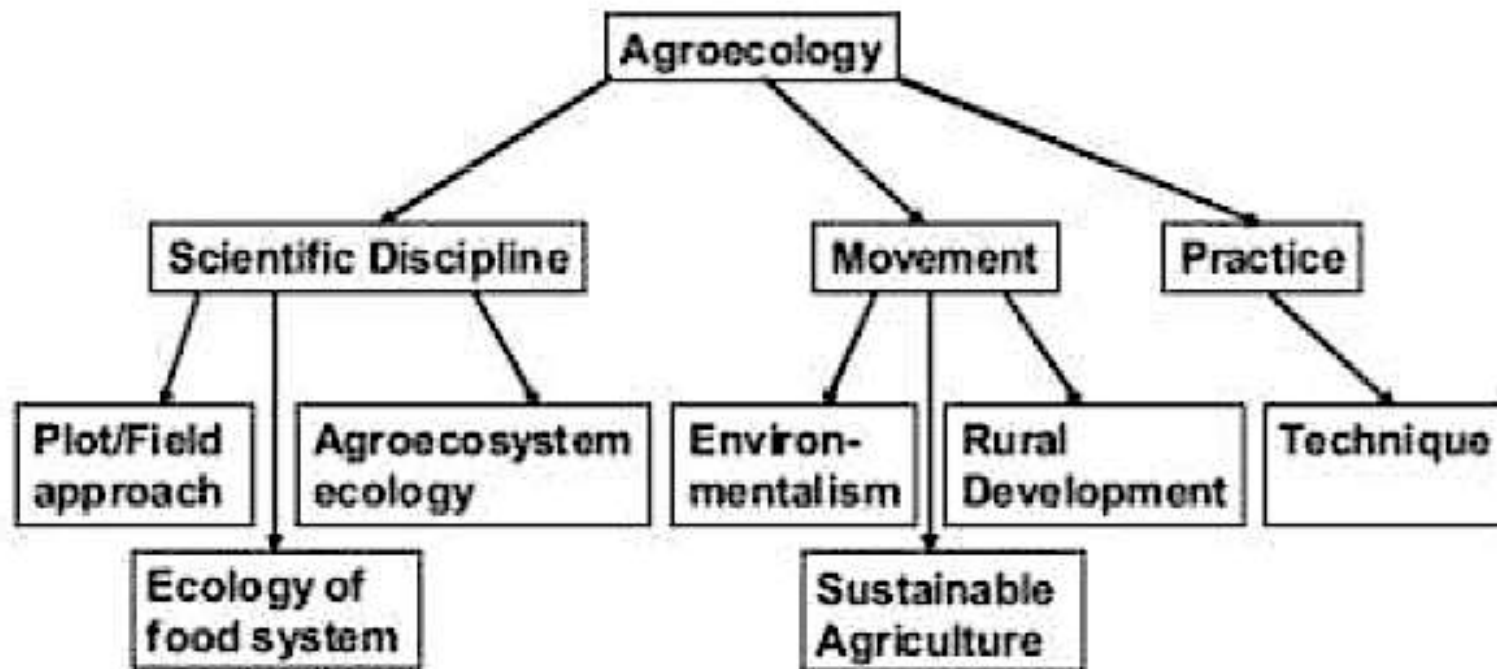 Agroecology
Scientific Discipline
Movement
Practice
Plot/Field
approach
Agroecosystem
ecology
Environ-
mentalism
Rural
Development
Technique
Ecology of
food system
Sustainable
Agriculture